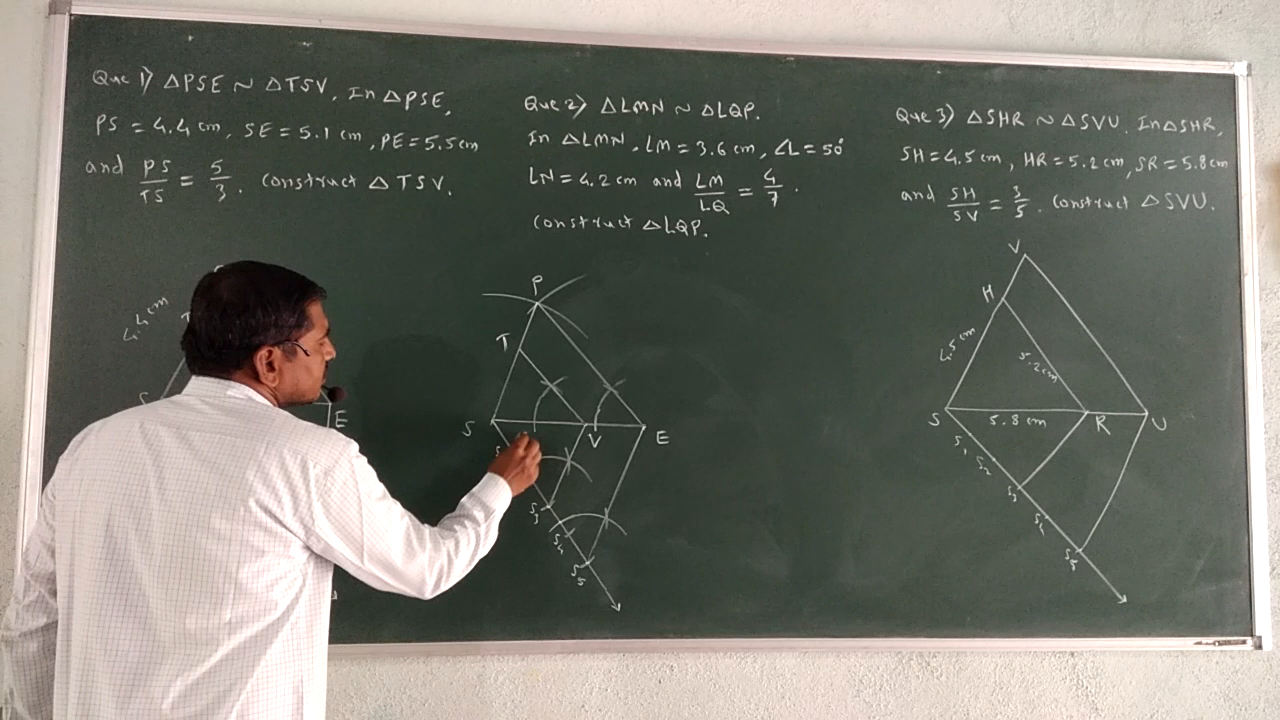 Que 1) △PSE ~ △TSV, In △PSE,
PS = 4.4 cm, SE = 5.1 cm, PE = 5.5 cm
and PS/TS = 5/3. Construct △TSV.
Que 2) △LMN ~ △LQP.
In △LMN, LM = 3.6 cm, ∠L = 50°
LN = 4.2 cm and LM/LQ = 4/7.
Construct △LQP.
Que 3) △SHR ~ △SVU. In △SHR,
SH = 4.5 cm, HR = 5.2 cm, SR = 5.8 cm
and SH/SV = 3/5. Construct △SVU.
4.4 cm
E
P
T
S
V
E
S3
S4
S5
V
H
4.5 cm
5.2 cm
S
5.8 cm
R
U
S1
S2
S3
S4
S5